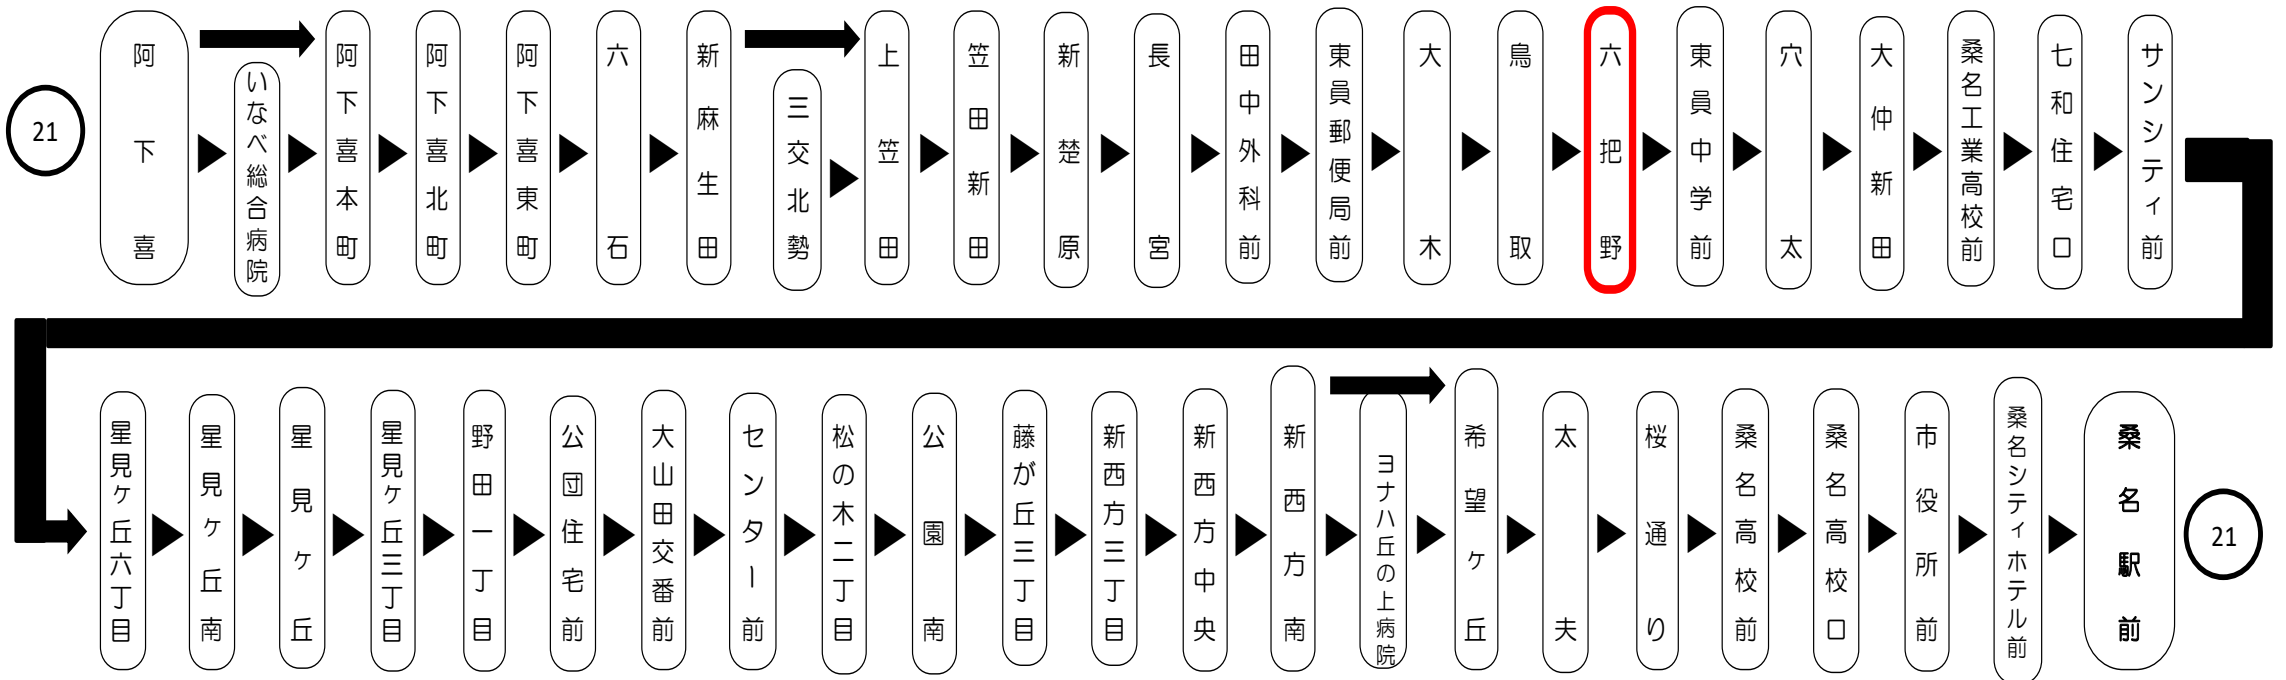 21
阿下喜
いなべ総合病院
阿下喜本町
阿下喜北町
阿下喜東町
六石
新麻生田
三交北勢
上笠田
笠田新田
新楚原
長宮
田中外科前
東員郵便局前
大木
鳥取
六把野
東員中学前
穴太
大仲新田
桑名工業高校前
七和住宅口
サンシティ前
星見ヶ丘六丁目
星見ヶ丘南
星見ヶ丘
星見ヶ丘三丁目
野田一丁目
公団住宅前
大山田交番前
センター前
松の木二丁目
公園南
藤が丘三丁目
新西方三丁目
新西方中央
新西方南
ヨナハ丘の上病院
希望ヶ丘
太夫
桜通り
桑名高校前
桑名高校口
市役所前
桑名シティホテル前
桑名駅前
21